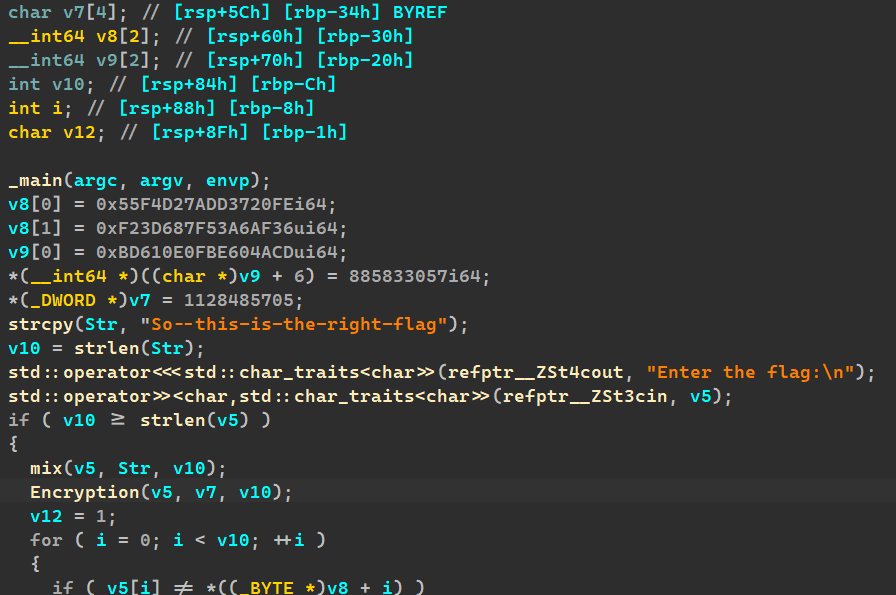 char v7[4]; // [rsp+5Ch] [rbp-34h] BYREF
__int64 v8[2]; // [rsp+60h] [rbp-30h]
__int64 v9[2]; // [rsp+70h] [rbp-20h]
int v10; // [rsp+84h] [rbp-Ch]
int i; // [rsp+88h] [rbp-8h]
char v12; // [rsp+8Fh] [rbp-1h]
_main(argc, argv, envp);
v8[0] = 0x55F4D27ADD3720FEi64;
v8[1] = 0xF23D687F53A6AF36ui64;
v9[0] = 0xBD610E0FBE604ACDui64;
*(__int64 *)((char *)v9 + 6) = 885833057i64;
*(_DWORD *)v7 = 1128485705;
strcpy(Str, "So--this-is-the-right-flag");
v10 = strlen(Str);
std::operator<<<std::char_traits<char>>(refptr__ZSt4cout, "Enter the flag:\n");
std::operator>><char,std::char_traits<char>>(refptr__ZSt3cin, v5);
if ( v10 ≥ strlen(v5) )
{
mix(v5, Str, v10);
Encryption(v5, v7, v10);
v12 = 1;
for ( i = 0; i < v10; ++i )
{
if ( v5[i] ≠ *((_BYTE *)v8 + i) )